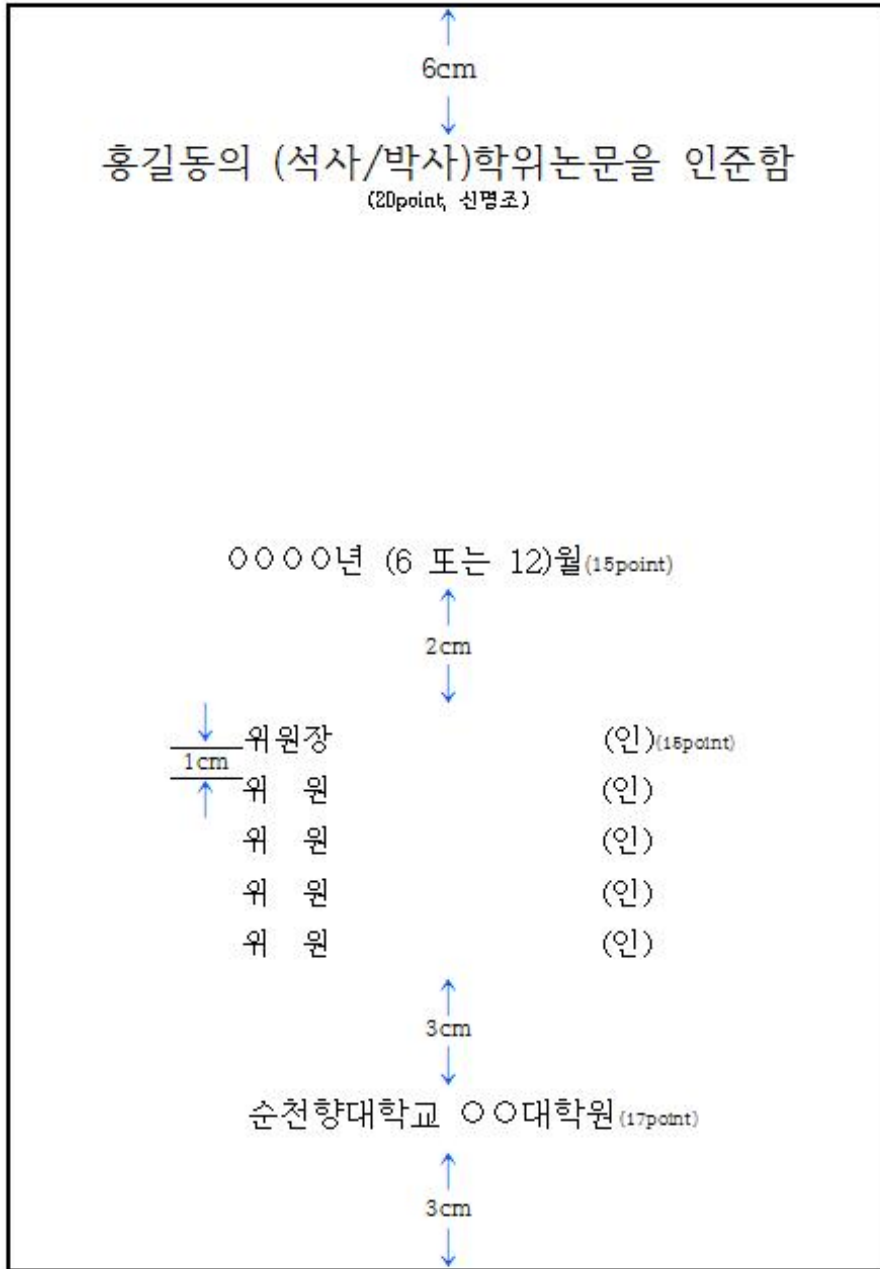 6cm
홍길동의 (석사/박사)학위논문을 인준함
(20point, 신명조)
○○○○년 (6 또는 12)월(15point)
2cm
위원장 (인)(15point)
1cm
위 원 (인)
위 원 (인)
위 원 (인)
위 원 (인)
3cm
순천향대학교 ○○대학원(17point)
3cm